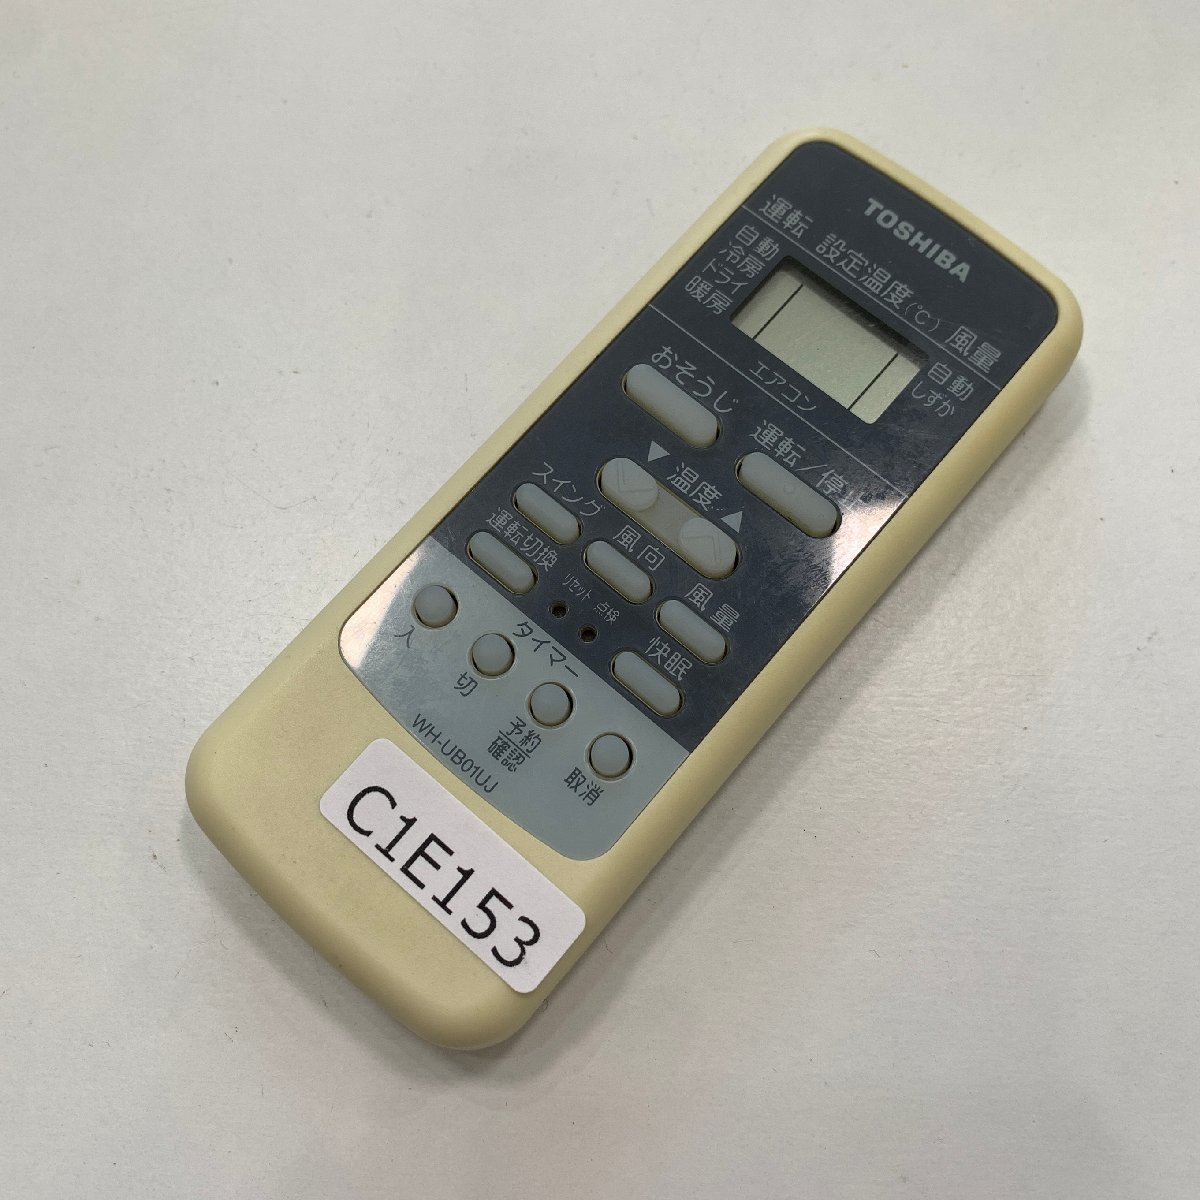 TOSHIBA
運転 設定温度(℃) 風量
自動
冷房
ドライ
暖房
自動
しずか
エアコン
おそうじ
運転/停止
▼ 温度 ▲
スイング
風向
風量
運転切換
リセット 点検
快眠
タイマー
入
切
予約
確認
取消
WH-UB01UJ
C1E153